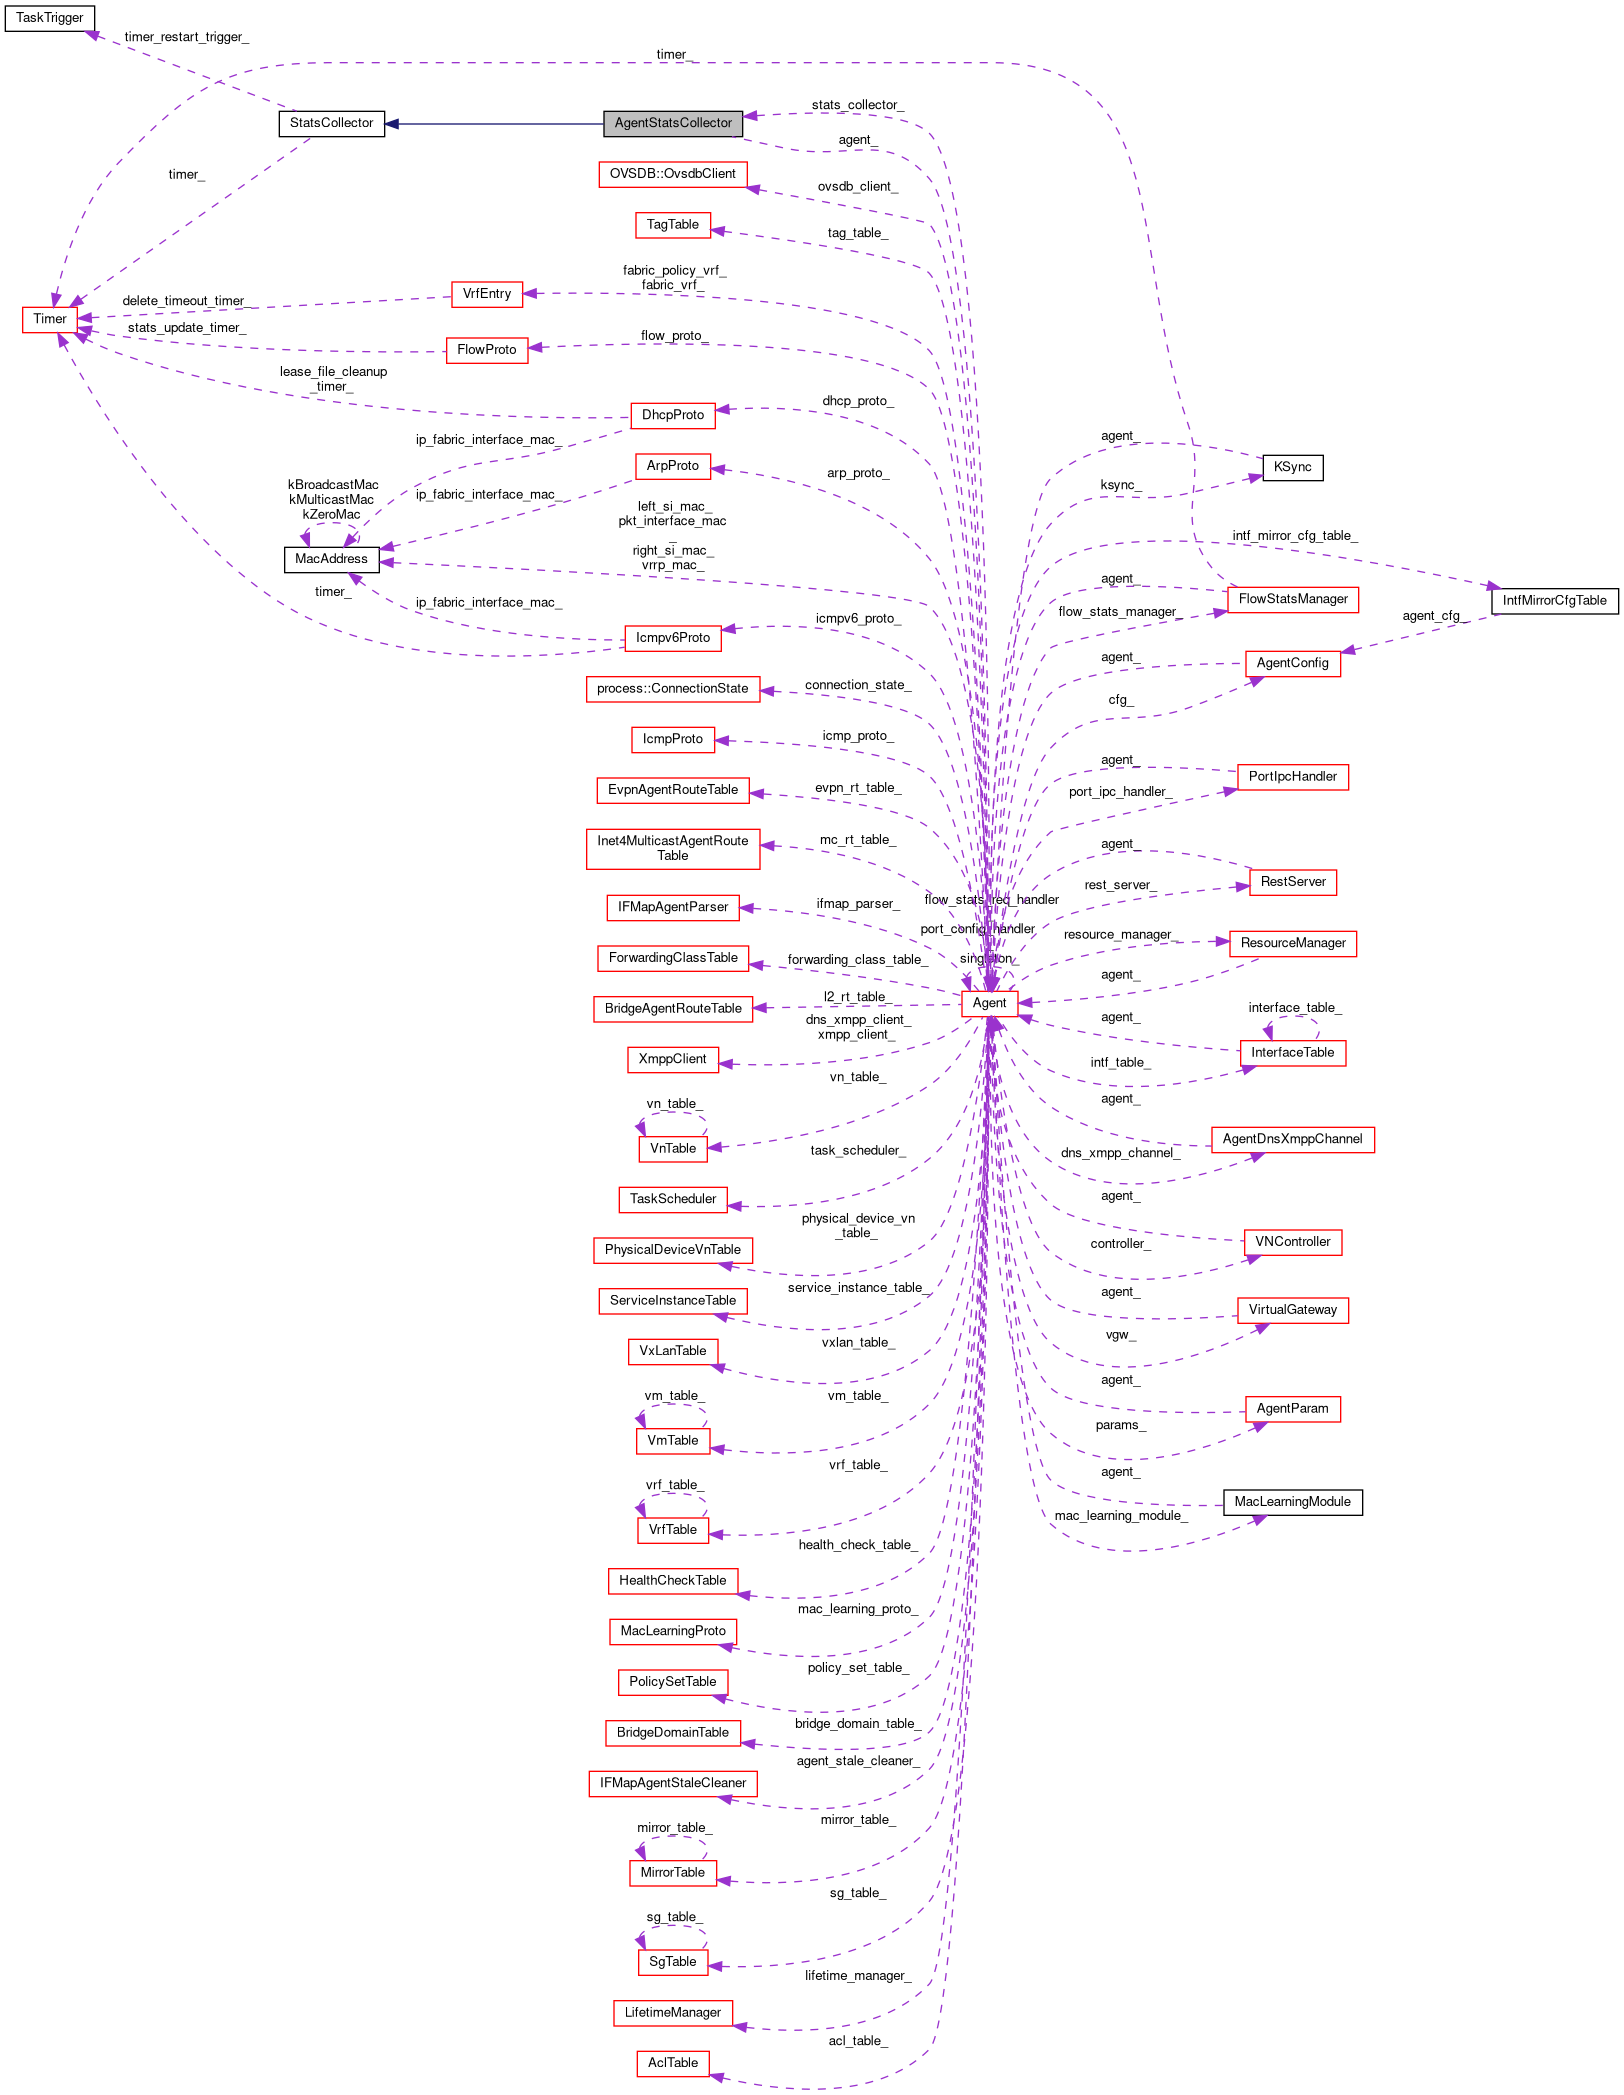 TaskTrigger
timer_restart_trigger_
timer_
stats_collector_
StatsCollector
AgentStatsCollector
agent_
timer_
OVSDB::OvsdbClient
ovsdb_client_
TagTable
tag_table_
fabric_policy_vrf_
fabric_vrf_
VrfEntry
delete_timeout_timer_
Timer
stats_update_timer_
flow_proto_
FlowProto
lease_file_cleanup
_timer_
dhcp_proto_
DhcpProto
ip_fabric_interface_mac_
agent_
KSync
ArpProto
arp_proto_
ksync_
kBroadcastMac
kMulticastMac
kZeroMac
ip_fabric_interface_mac_
left_si_mac_
pkt_interface_mac
_
right_si_mac_
vrrp_mac_
intf_mirror_cfg_table_
MacAddress
timer_
ip_fabric_interface_mac_
agent_
flow_stats_manager_
FlowStatsManager
IntfMirrorCfgTable
agent_cfg_
icmpv6_proto_
Icmpv6Proto
agent_
AgentConfig
process::ConnectionState
connection_state_
cfg_
IcmpProto
icmp_proto_
agent_
PortIpcHandler
EvpnAgentRouteTable
evpn_rt_table_
port_ipc_handler_
Inet4MulticastAgentRoute
Table
mc_rt_table_
agent_
RestServer
rest_server_
IFMapAgentParser
ifmap_parser_
flow_stats_req_handler
_
port_config_handler
_
singleton_
resource_manager_
ResourceManager
ForwardingClassTable
forwarding_class_table_
agent_
BridgeAgentRouteTable
l2_rt_table_
Agent
agent_
interface_table_
InterfaceTable
dns_xmpp_client_
xmpp_client_
XmppClient
intf_table_
vn_table_
agent_
vn_table_
VnTable
AgentDnsXmppChannel
dns_xmpp_channel_
task_scheduler_
TaskScheduler
agent_
physical_device_vn
_table_
PhysicalDeviceVnTable
VNController
controller_
service_instance_table_
ServiceInstanceTable
agent_
VirtualGateway
vgw_
VxLanTable
vxlan_table_
agent_
vm_table_
vm_table_
VmTable
AgentParam
params_
vrf_table_
agent_
vrf_table_
VrfTable
MacLearningModule
mac_learning_module_
health_check_table_
HealthCheckTable
mac_learning_proto_
MacLearningProto
policy_set_table_
PolicySetTable
bridge_domain_table_
BridgeDomainTable
agent_stale_cleaner_
IFMapAgentStaleCleaner
mirror_table_
mirror_table_
MirrorTable
sg_table_
sg_table_
SgTable
lifetime_manager_
LifetimeManager
acl_table_
AclTable